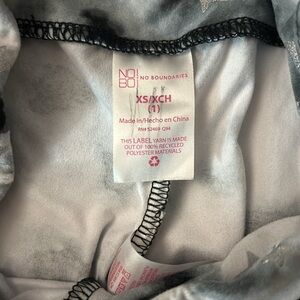 NO
BO
NO BOUNDARIES
XS/XCH
(1)
Made in/Hecho en China
THIS LABEL YARN IS MADE
OUT OF 100% RECYCLED
POLYESTER MATERIALS